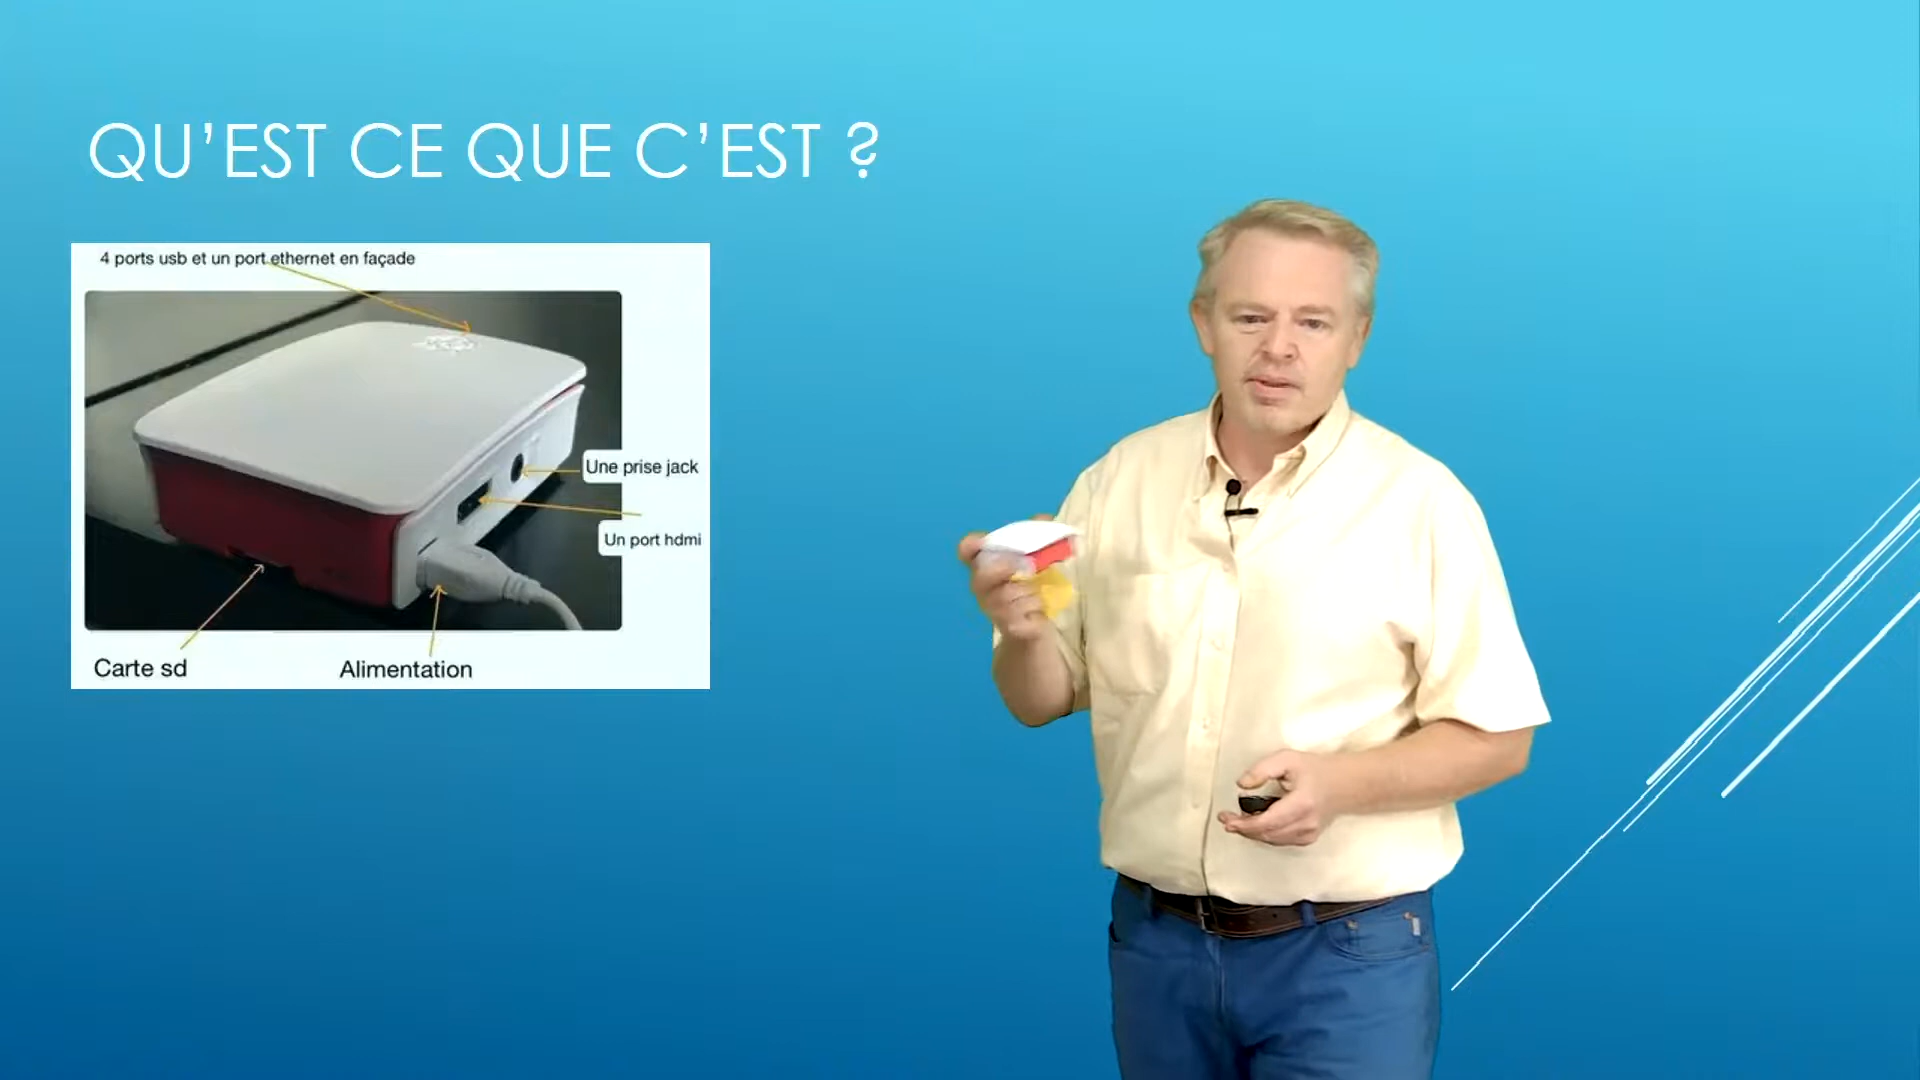 QU’EST CE QUE C’EST ?
4 ports usb et un port ethernet en façade
Une prise jack
Un port hdmi
Carte sd
Alimentation